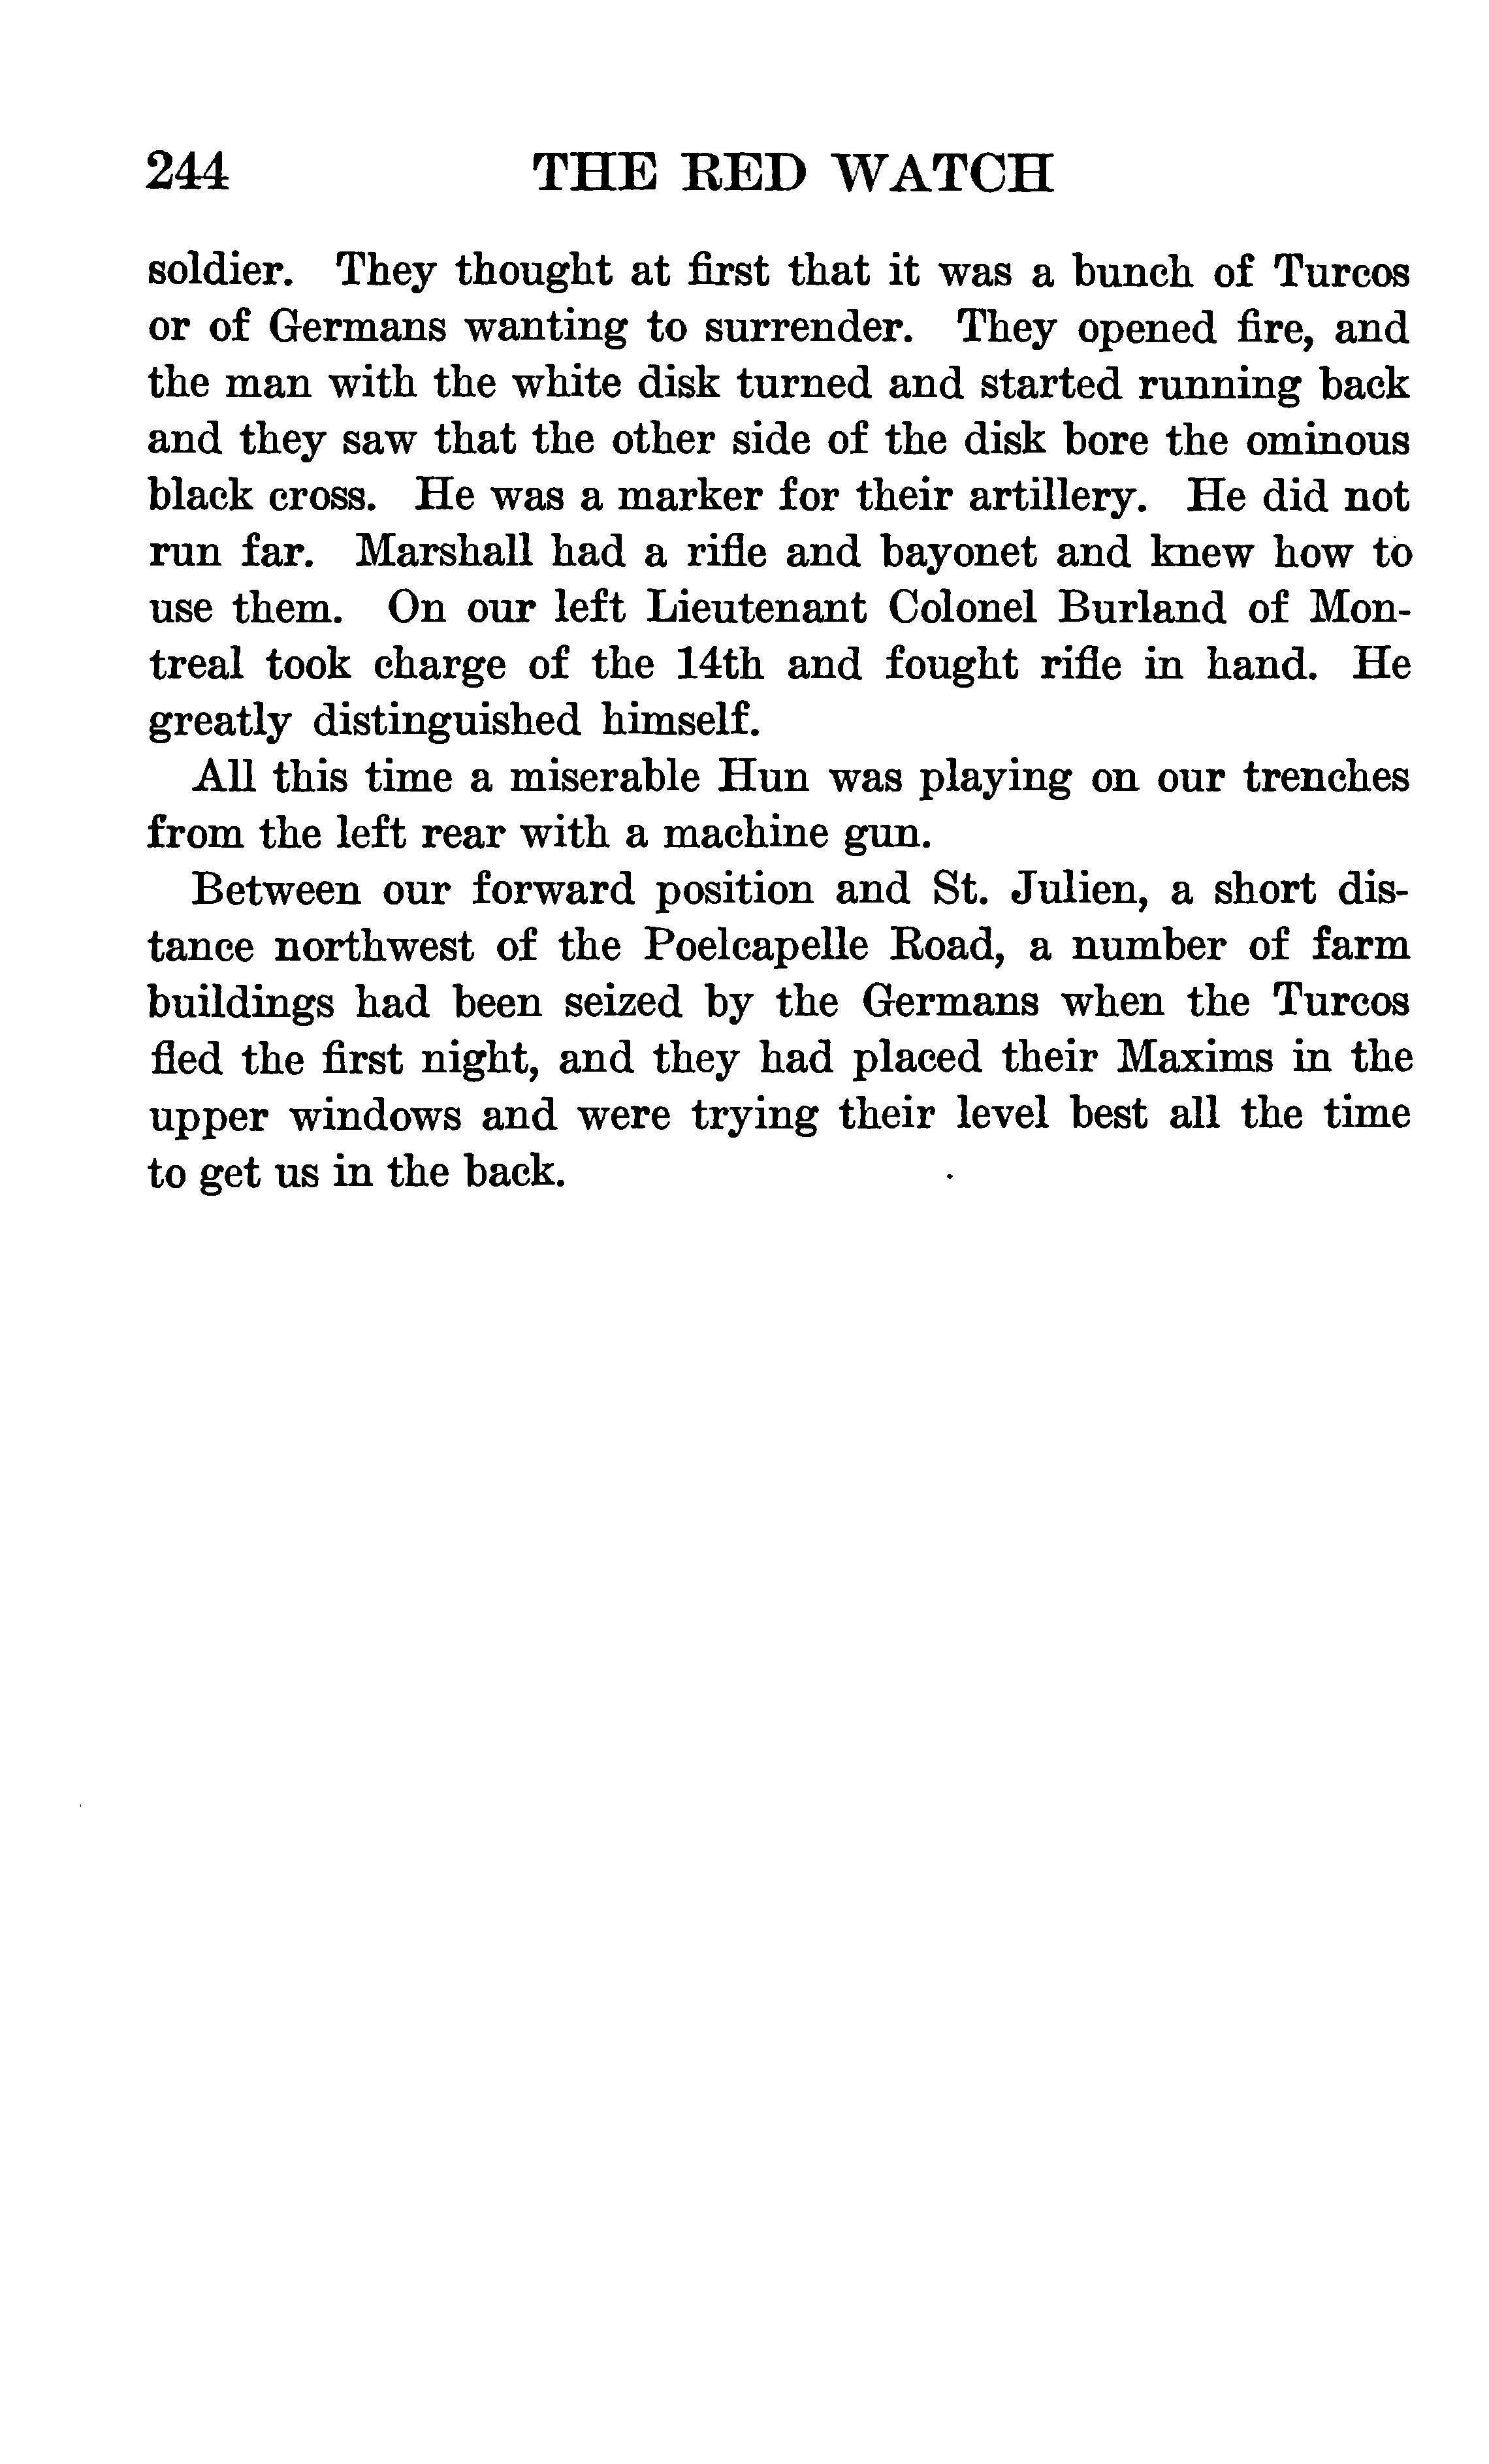 244 THE RED WATCH
soldier. They thought at first that it was a bunch of Turcos
or of Germans wanting to surrender. They opened fire, and
the man with the white disk turned and started running back
and they saw that the other side of the disk bore the ominous
black cross. He was a marker for their artillery. He did not
run far. Marshall had a rifle and bayonet and knew how to
use them. On our left Lieutenant Colonel Burland of Mon-
treal took charge of the 14th and fought rifle in hand. He
greatly distinguished himself.
All this time a miserable Hun was playing on our trenches
from the left rear with a machine gun.
Between our forward position and St. Julien, a short dis-
tance northwest of the Poelcapelle Road, a number of farm
buildings had been seized by the Germans when the Turcos
fled the first night, and they had placed their Maxims in the
upper windows and were trying their level best all the time
to get us in the back.